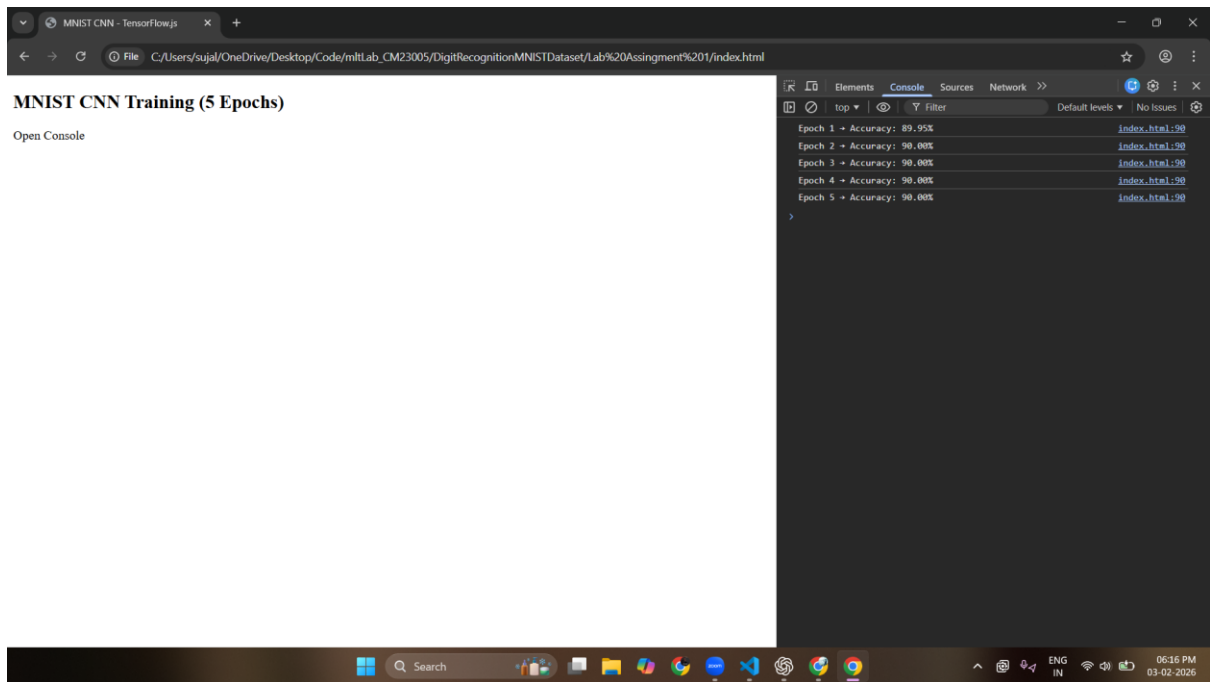 MNIST CNN - TensorFlow.js
File C:/Users/sujal/OneDrive/Desktop/Code/mltLab_CM23005/DigitRecognitionMNISTDataset/Lab%20Assingment%201/index.html
MNIST CNN Training (5 Epochs)
Open Console
Elements Console Sources Network
top Filter Default levels No Issues
Epoch 1 → Accuracy: 89.95% index.html:90
Epoch 2 → Accuracy: 90.00% index.html:90
Epoch 3 → Accuracy: 90.00% index.html:90
Epoch 4 → Accuracy: 90.00% index.html:90
Epoch 5 → Accuracy: 90.00% index.html:90
Search zoom ENG 06:16 PM
IN 03-02-2026